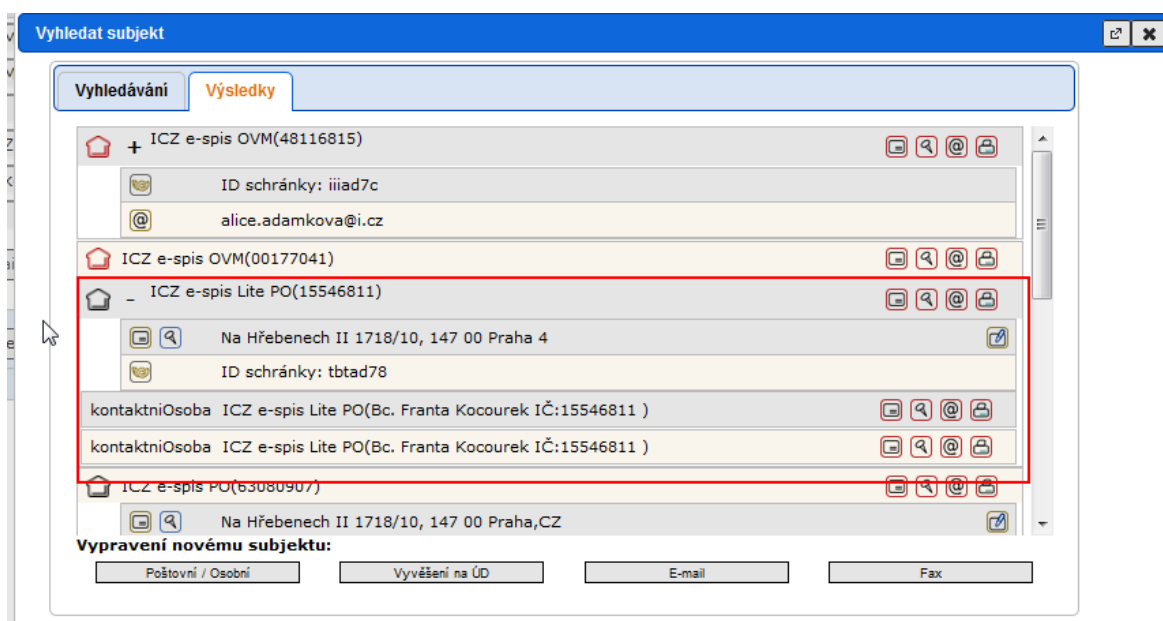 Vyhledat subjekt
Vyhledávání Výsledky
+ ICZ e-spis OVM(48116815)
ID schránky: iiiad7c
@ alice.adamkova@i.cz
ICZ e-spis OVM(00177041)
- ICZ e-spis Lite PO(15546811)
Na Hřebenech II 1718/10, 147 00 Praha 4
ID schránky: tbtad78
kontaktniOsoba ICZ e-spis Lite PO(Bc. Franta Kocourek IČ:15546811 )
kontaktniOsoba ICZ e-spis Lite PO(Bc. Franta Kocourek IČ:15546811 )
ICZ e-spis PO(63080907)
Na Hřebenech II 1718/10, 147 00 Praha,CZ
Vypravení novému subjektu:
Poštovní / Osobní Vyvěšení na ÚD E-mail Fax